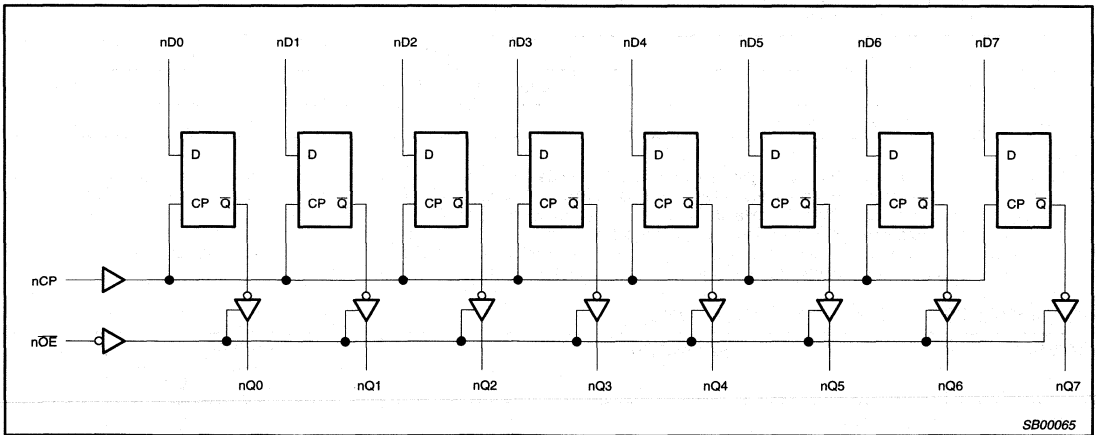 nD0 nD1 nD2 nD3 nD4 nD5 nD6 nD7
D D D D D D D D
CP Q̅ CP Q̅ CP Q̅ CP Q̅ CP Q̅ CP Q̅ CP Q̅ CP Q̅
nCP
nO̅E̅
nQ0 nQ1 nQ2 nQ3 nQ4 nQ5 nQ6 nQ7
SB00065